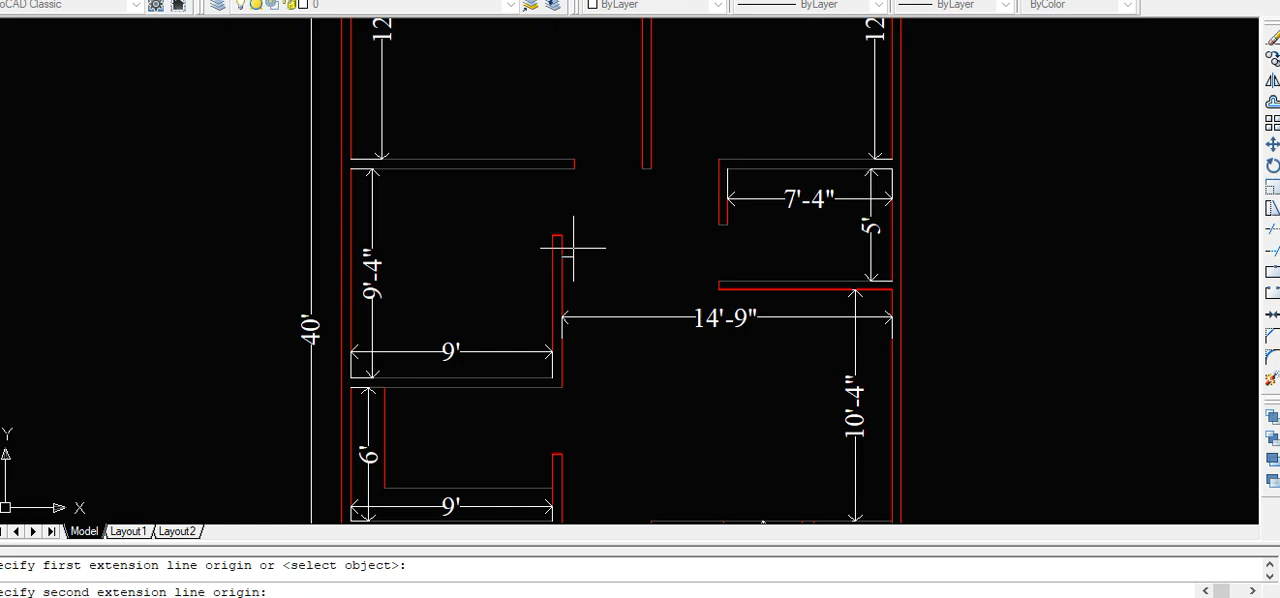 oCAD Classic 0 ByLayer ByLayer ByLayer ByColor
12 12
7'-4"
5'
9'-4"
14'-9"
40'
9'
10'-4"
6'
9'
Y
X
Model Layout1 Layout2
ecify first extension line origin or <select object>:
ecify second extension line origin: